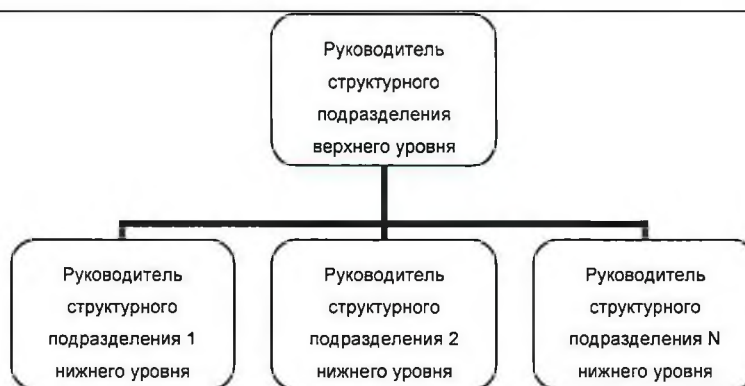 Руководитель
структурного
подразделения
верхнего уровня
Руководитель
структурного
подразделения 1
нижнего уровня
Руководитель
структурного
подразделения 2
нижнего уровня
Руководитель
структурного
подразделения N
нижнего уровня